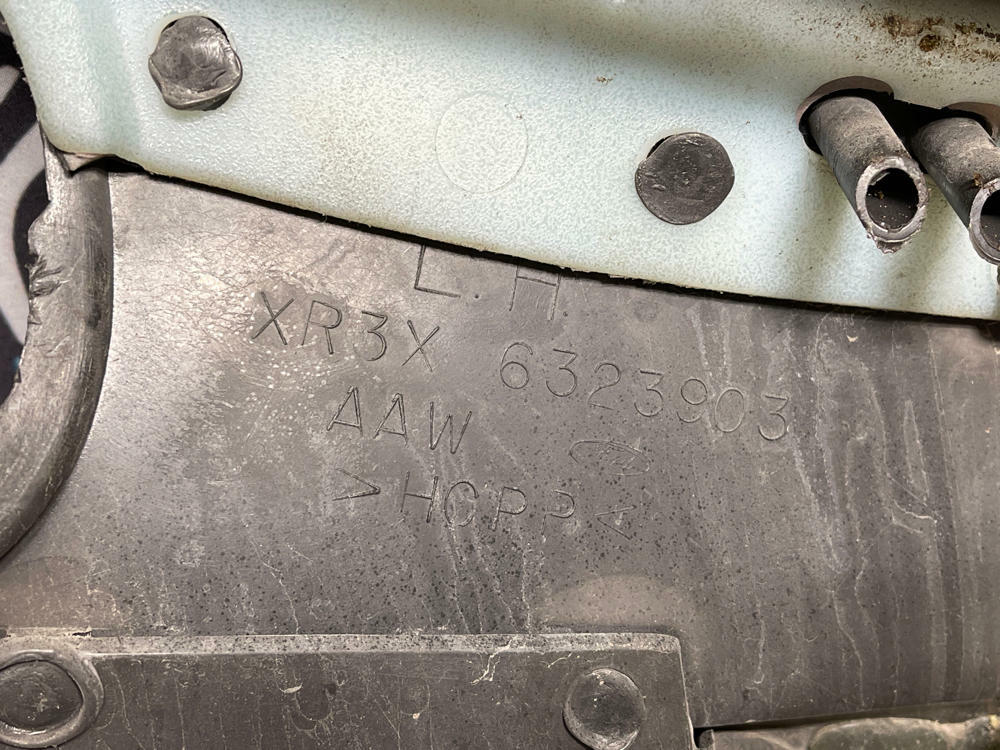 L.H.
XR3X 6323903
AAW
>HCPP<